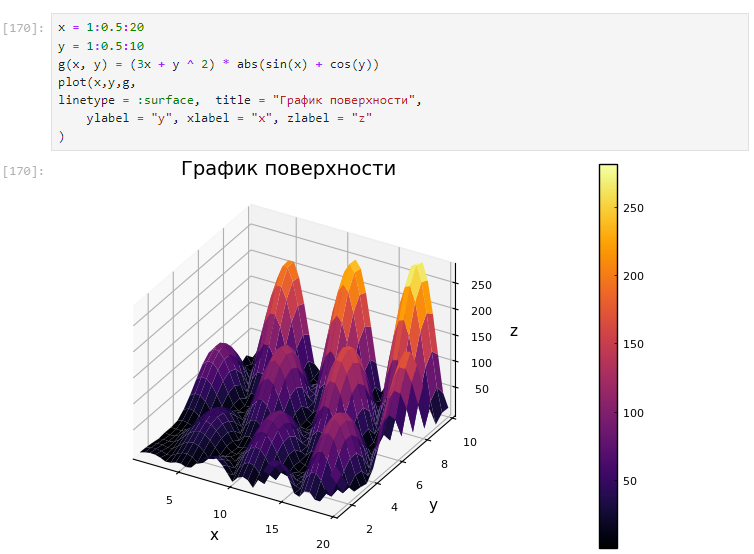 [170]:
x = 1:0.5:20
y = 1:0.5:10
g(x, y) = (3x + y ^ 2) * abs(sin(x) + cos(y))
plot(x,y,g,
linetype = :surface,  title = "График поверхности",
    ylabel = "y", xlabel = "x", zlabel = "z"
)
[170]:
График поверхности
250
200
150
100
50
z
250
200
150
100
50
10
8
6
4
2
y
5
10
15
20
x